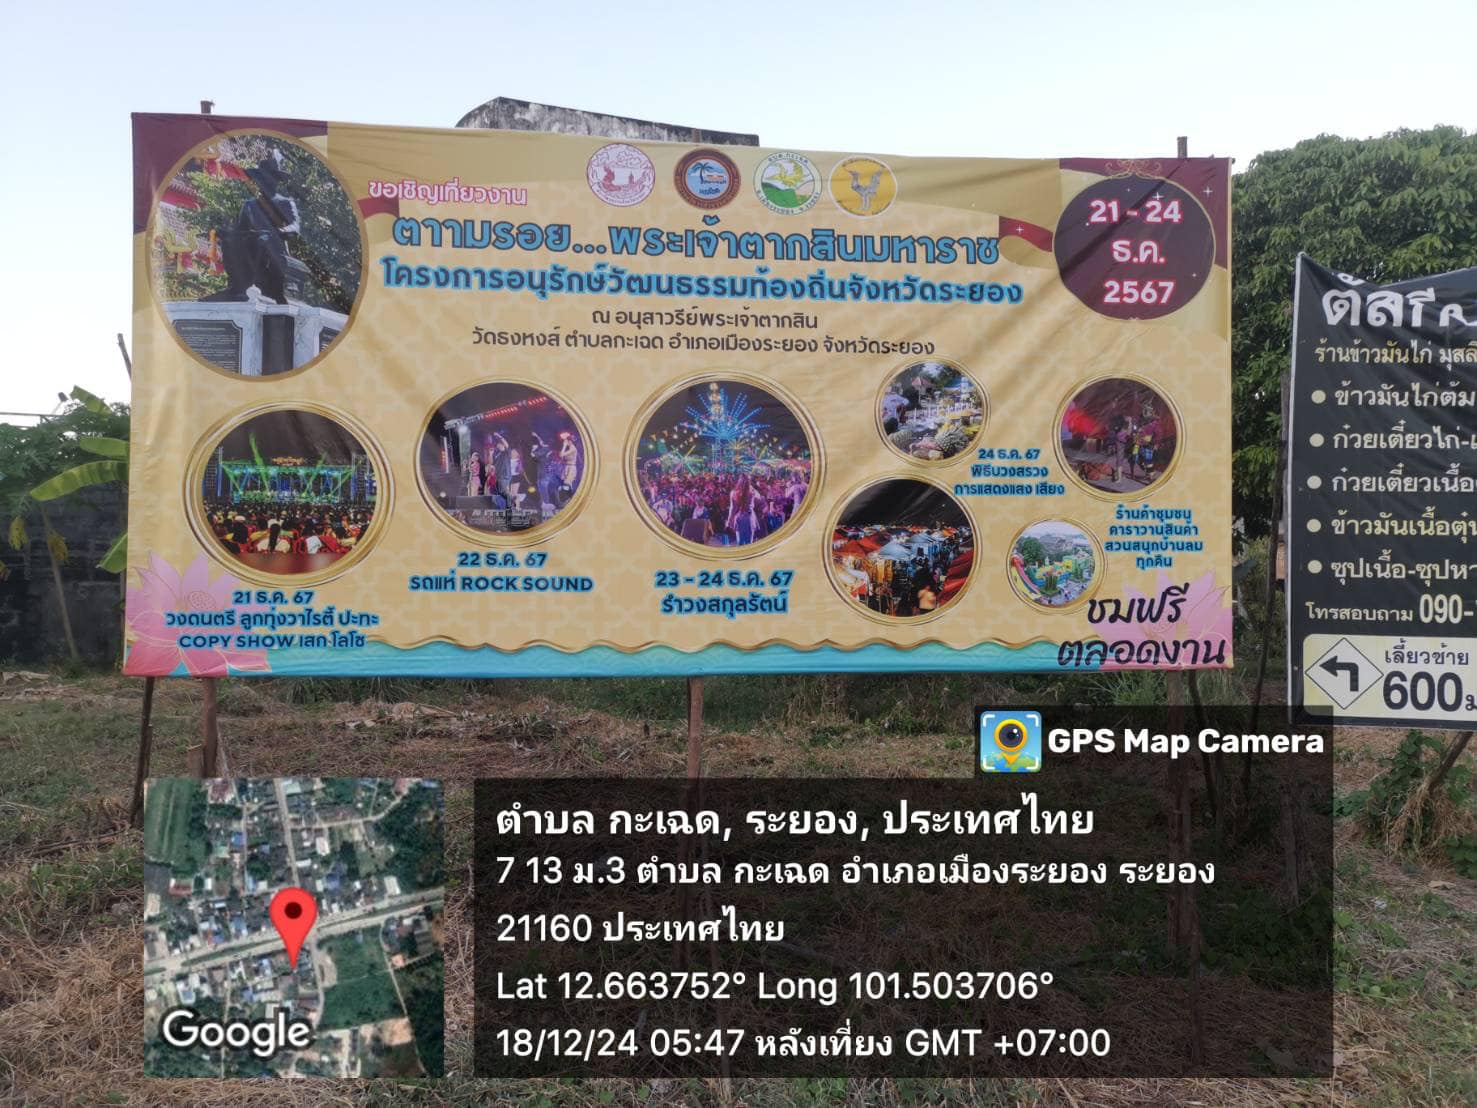 ขอเชิญเที่ยวงาน
ตามรอย...พระเจ้าตากสินมหาราช
โครงการอนุรักษ์วัฒนธรรมท้องถิ่นจังหวัดระยอง
ณ อนุสาวรีย์พระเจ้าตากสิน
วัดธงหงส์ ตำบลกะเฉด อำเภอเมืองระยอง จังหวัดระยอง
21 - 24
ธ.ค.
2567
21 ธ.ค. 67
วงดนตรี ลูกทุ่งวาไรตี้ ปะทะ
COPY SHOW เสก โลโซ
22 ธ.ค. 67
รถแห่ ROCK SOUND
23 - 24 ธ.ค. 67
รำวงสกุลรัตน์
24 ธ.ค. 67
พิธีบวงสรวง
การแสดงแสง เสียง
ร้านค้าชุมชน
คาราวานสินค้า
สวนสนุกบ้านลม
ทุกคืน
ชมฟรี
ตลอดงาน
ร้านข้าวมันไก่
• ข้าวมันไก่ต้ม
• ก๋วยเตี๋ยวไก่-
• ก๋วยเตี๋ยวเนื้อ
• ข้าวมันเนื้อตุ๋น
• ซุปเนื้อ-ซุปหา
โทรสอบถาม 090-
เลี้ยวซ้าย
600ม
GPS Map Camera
ตำบล กะเฉด, ระยอง, ประเทศไทย
7 13 ม.3 ตำบล กะเฉด อำเภอเมืองระยอง ระยอง
21160 ประเทศไทย
Lat 12.663752° Long 101.503706°
18/12/24 05:47 หลังเที่ยง GMT +07:00
Google